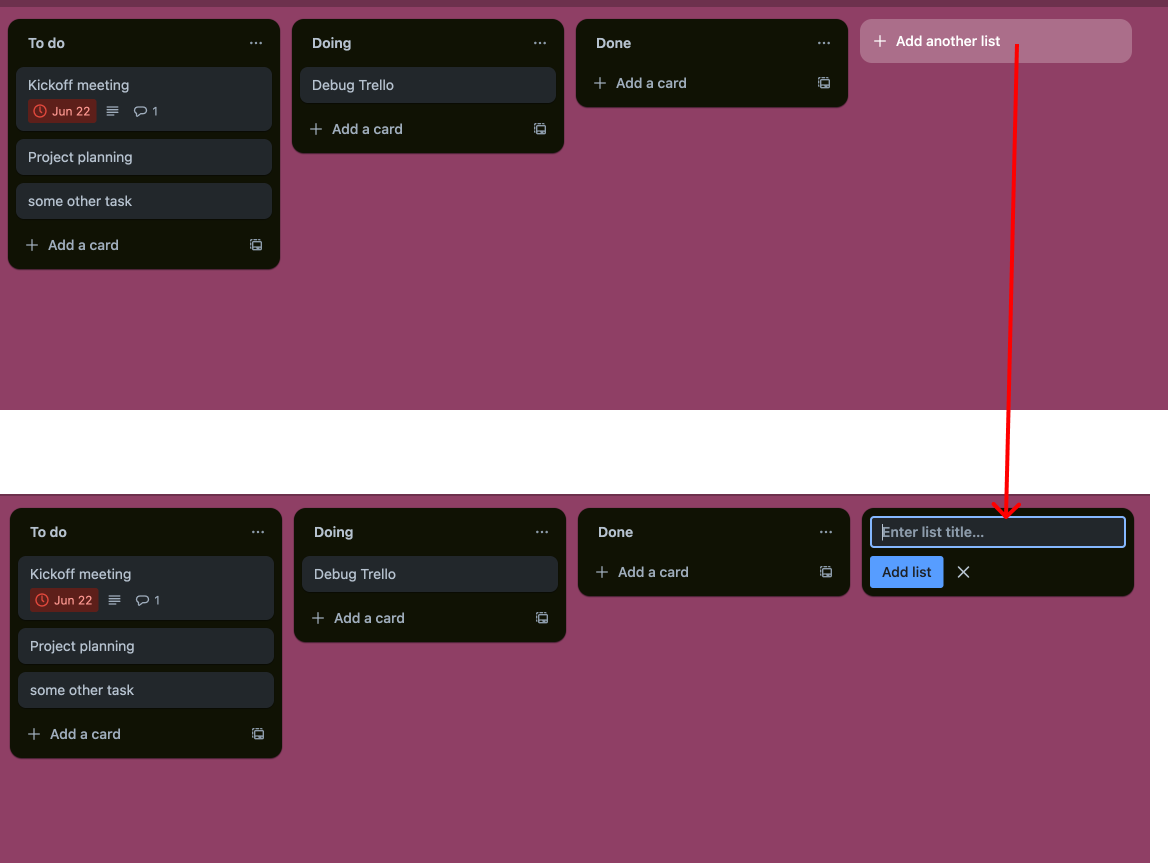 To do
Kickoff meeting
Jun 22
1
Project planning
some other task
Add a card
Doing
Debug Trello
Add a card
Done
Add a card
Add another list
To do
Kickoff meeting
Jun 22
1
Project planning
some other task
Add a card
Doing
Debug Trello
Add a card
Done
Add a card
Enter list title...
Add list